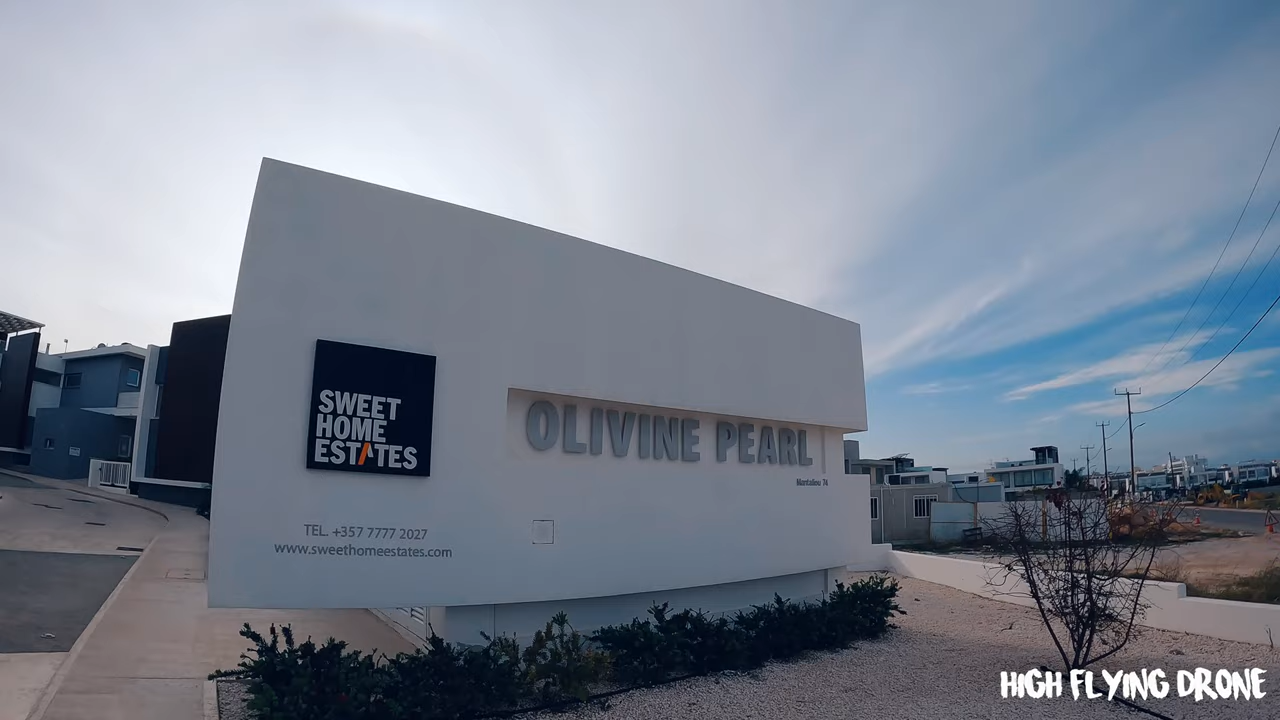 SWEET
HOME
ESTATES
OLIVINE PEARL
TEL. +357 7777 2027
www.sweethomeestates.com
HIGH FLYING DRONE